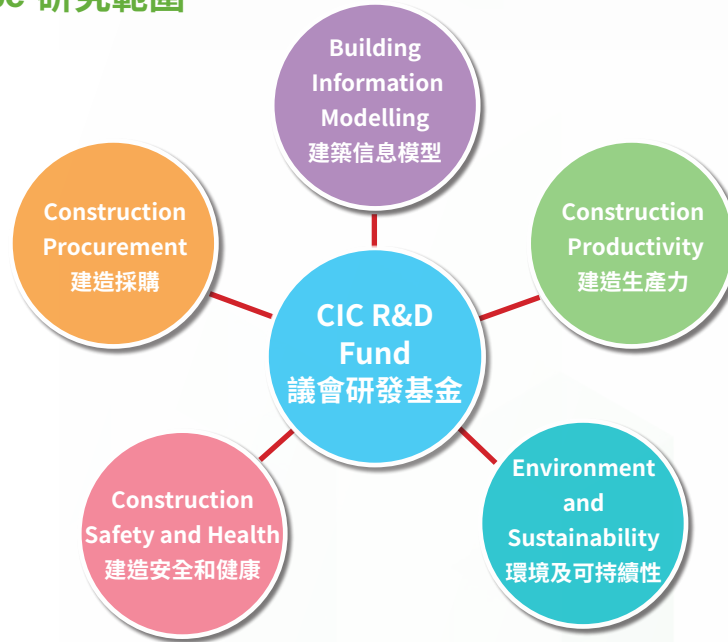 研究範圍
Building
Information
Modelling
建築信息模型
Construction
Procurement
建造採購
Construction
Productivity
建造生產力
CIC R&D
Fund
議會研發基金
Construction
Safety and Health
建造安全和健康
Environment
and
Sustainability
環境及可持續性